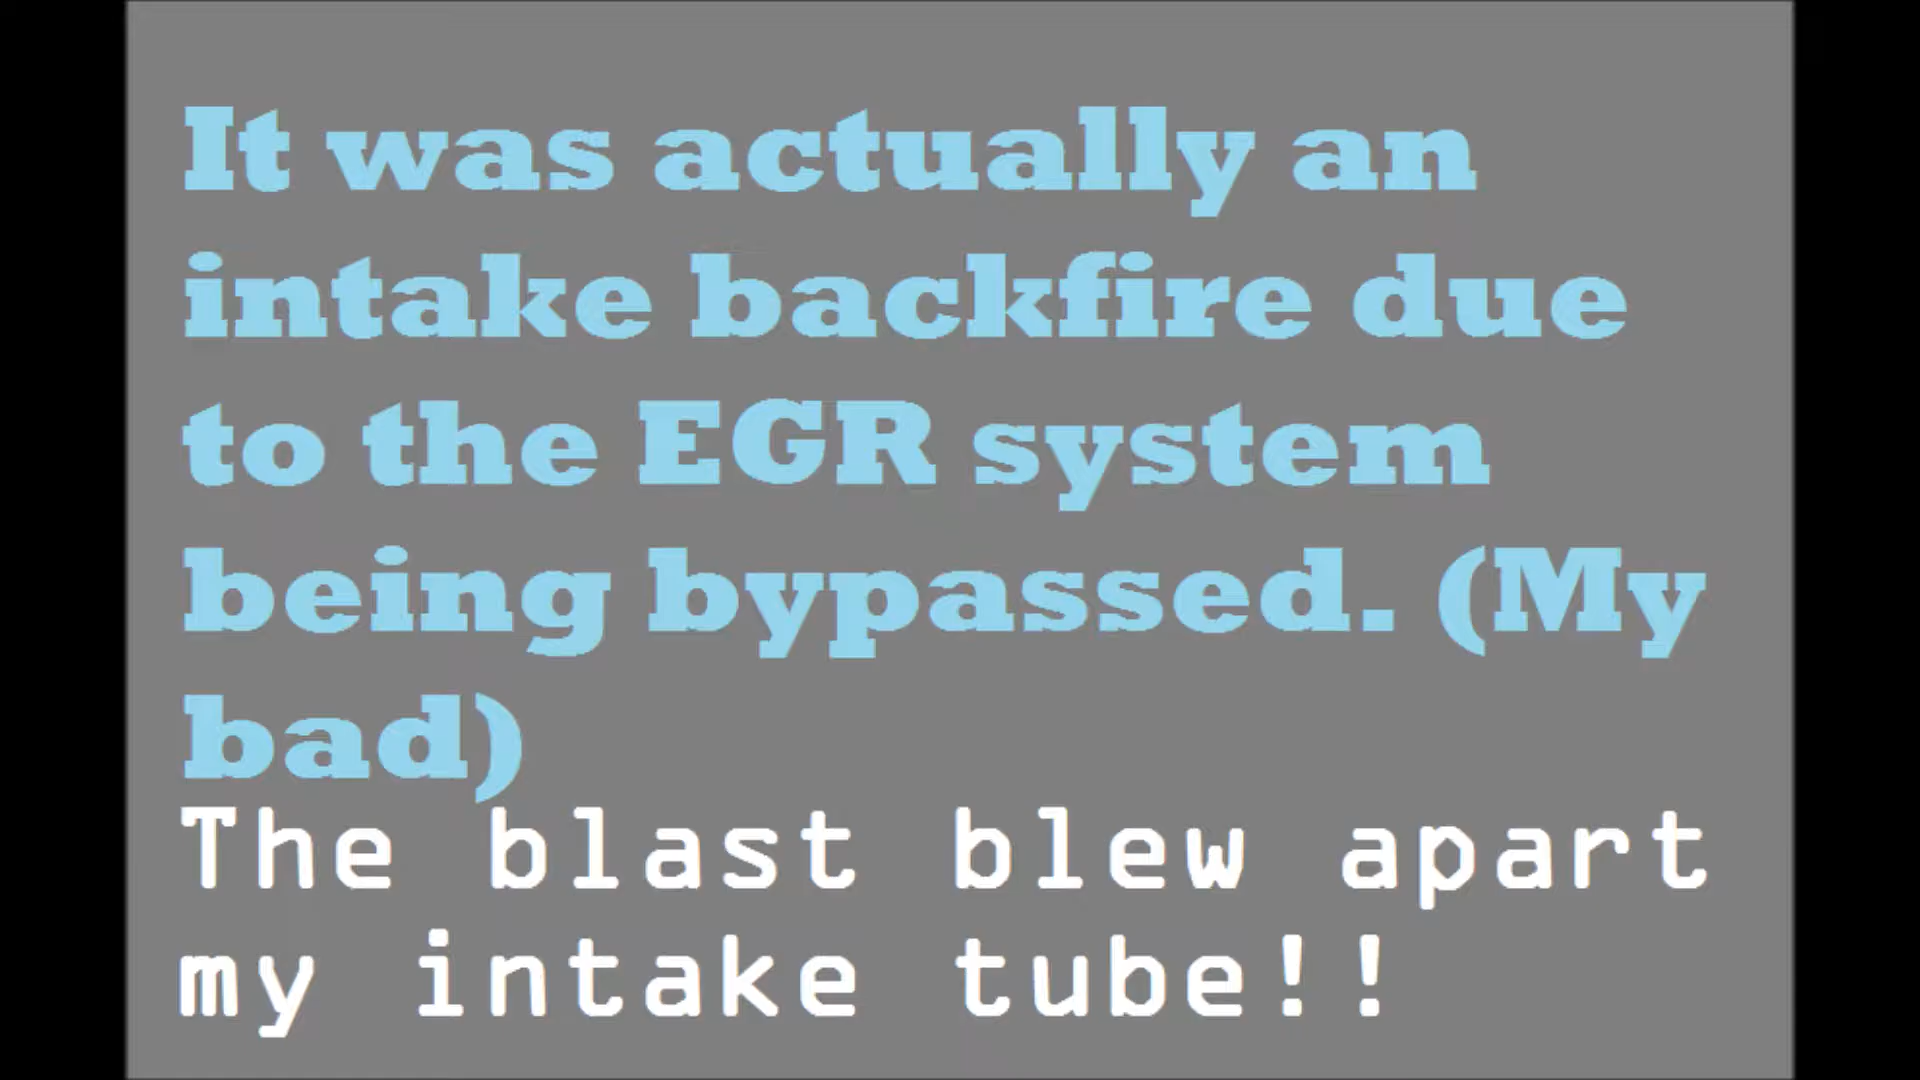 It was actually an
intake backfire due
to the EGR system
being bypassed. (My
bad)
The blast blew apart
my intake tube!!